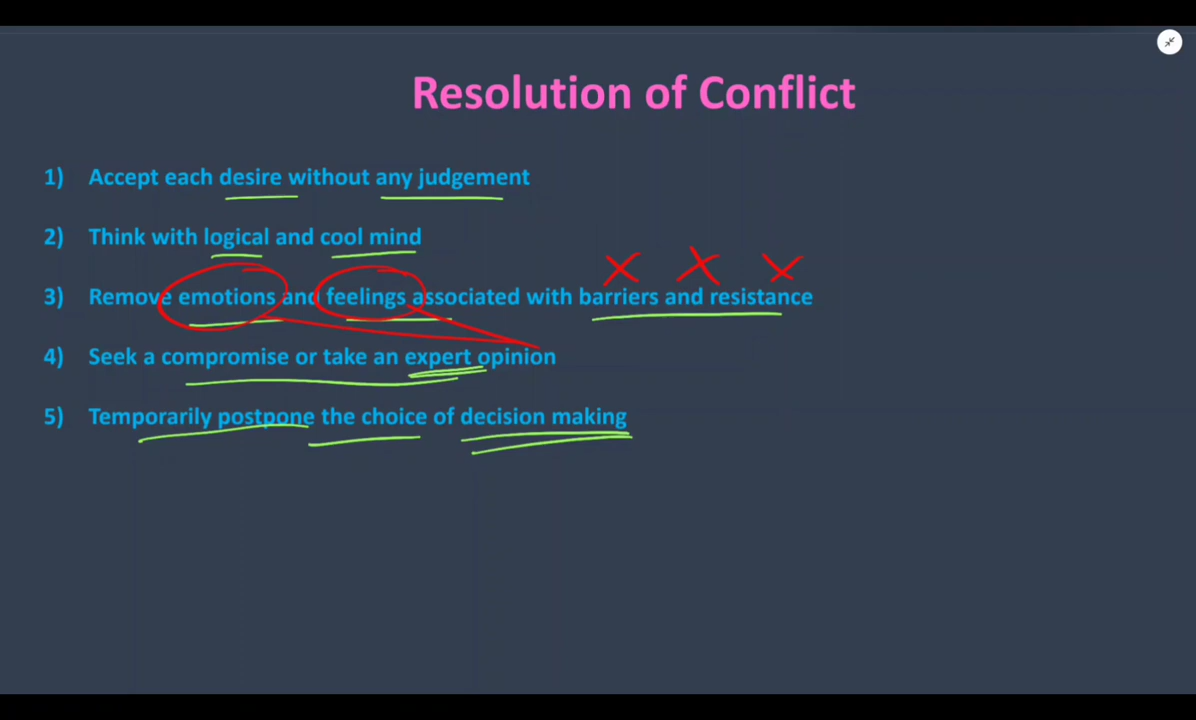 Resolution of Conflict
1) Accept each desire without any judgement
2) Think with logical and cool mind
3) Remove emotions and feelings associated with barriers and resistance
4) Seek a compromise or take an expert opinion
5) Temporarily postpone the choice of decision making